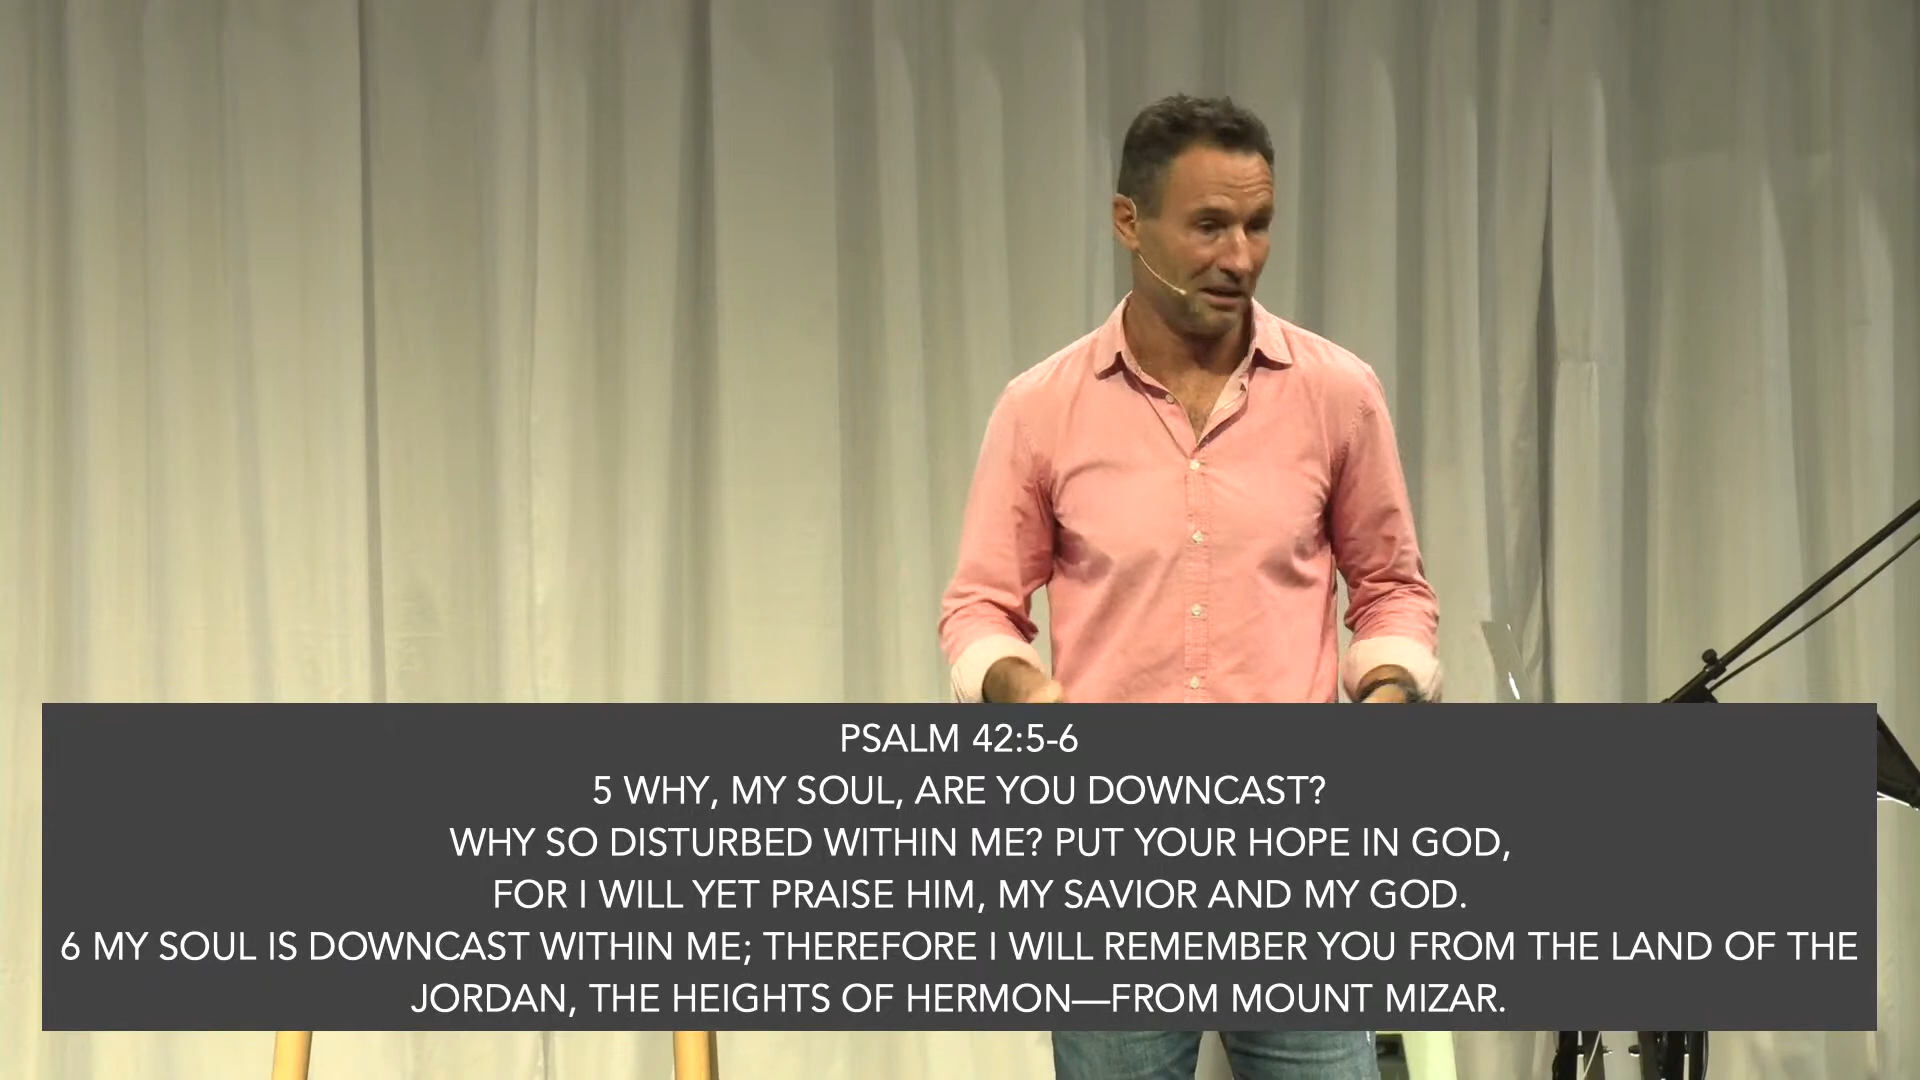 PSALM 42:5-6
5 WHY, MY SOUL, ARE YOU DOWNCAST?
WHY SO DISTURBED WITHIN ME? PUT YOUR HOPE IN GOD,
FOR I WILL YET PRAISE HIM, MY SAVIOR AND MY GOD.
6 MY SOUL IS DOWNCAST WITHIN ME; THEREFORE I WILL REMEMBER YOU FROM THE LAND OF THE
JORDAN, THE HEIGHTS OF HERMON—FROM MOUNT MIZAR.